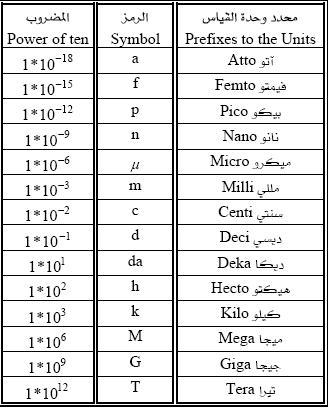 المضروب الرمز محدد وحدة القياس
Power of ten Symbol Prefixes to the Units
1*10⁻¹⁸ a Atto آتو
1*10⁻¹⁵ f Femto فيمتو
1*10⁻¹² p Pico بيكو
1*10⁻⁹ n Nano نانو
1*10⁻⁶ μ Micro ميكرو
1*10⁻³ m Milli مللي
1*10⁻² c Centi سنتي
1*10⁻¹ d Deci ديسي
1*10¹ da Deka ديكا
1*10² h Hecto هيكتو
1*10³ k Kilo كيلو
1*10⁶ M Mega ميجا
1*10⁹ G Giga جيجا
1*10¹² T Tera تيرا